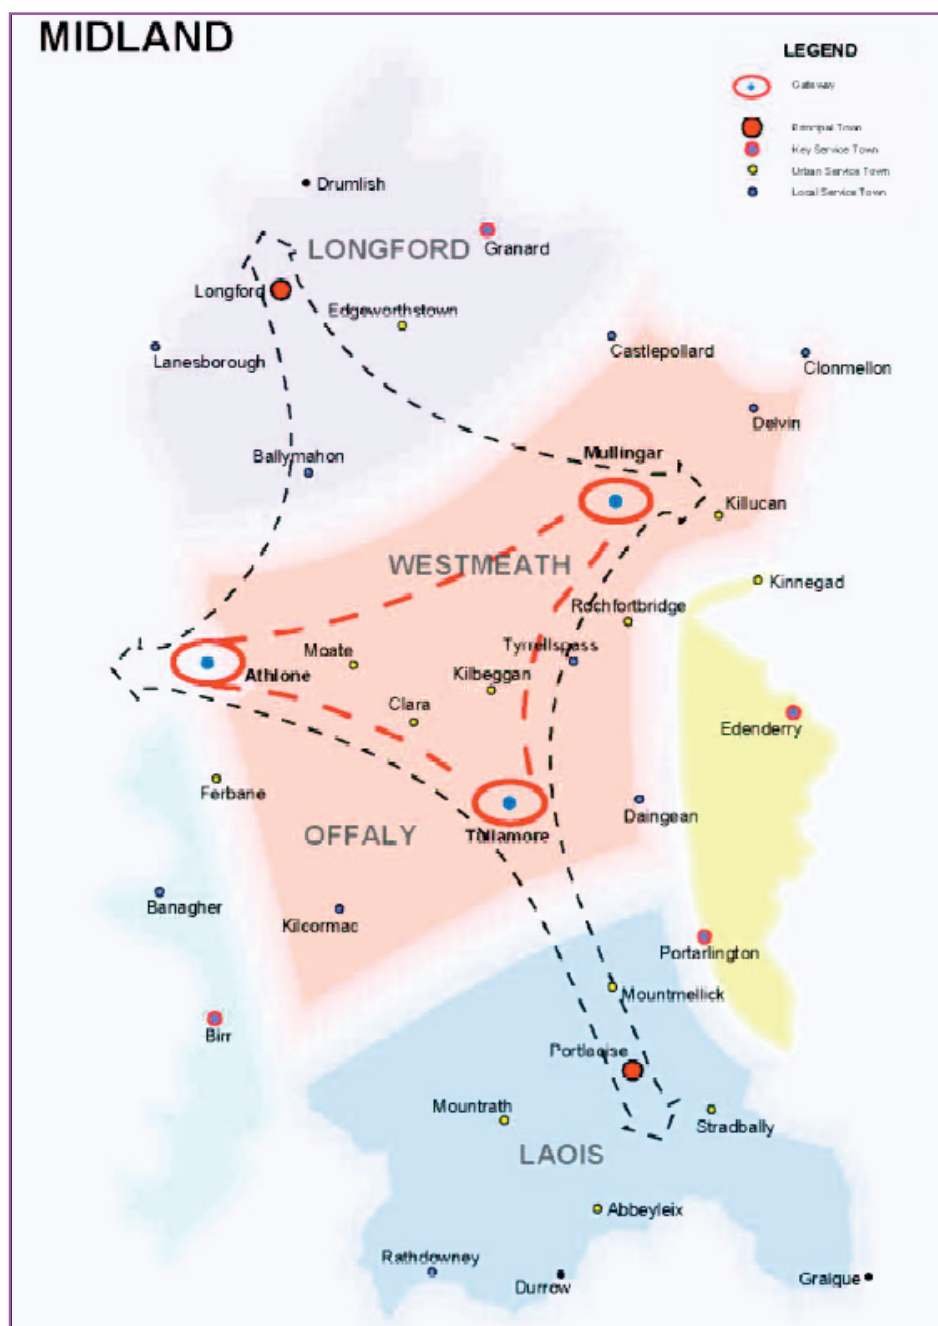 MIDLAND
LEGEND
Gateway
Principal Town
Key Service Town
Urban Service Town
Local Service Town
Drumlish
LONGFORD
Granard
Longford
Edgeworthstown
Lanesborough
Castlepollard
Clonmellon
Delvin
Ballymahon
Mullingar
Killucan
WESTMEATH
Kinnegad
Rochfortbridge
Moate
Tyrrellspass
Athlone
Kilbeggan
Clara
Edenderry
Ferbane
Daingean
OFFALY
Tullamore
Banagher
Kilcormac
Portarlington
Mountmellick
Birr
Portlaoise
Mountrath
Stradbally
LAOIS
Abbeyleix
Rathdowney
Durrow
Graigue